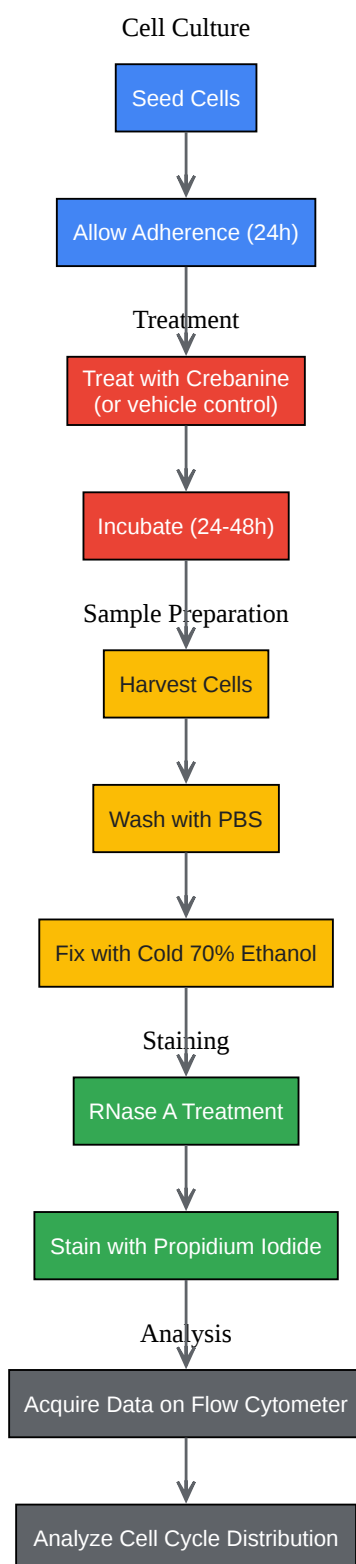 Cell Culture
Seed Cells
Allow Adherence (24h)
Treatment
Treat with Crebanine
(or vehicle control)
Incubate (24-48h)
Sample Preparation
Harvest Cells
Wash with PBS
Fix with Cold 70% Ethanol
Staining
RNase A Treatment
Stain with Propidium Iodide
Analysis
Acquire Data on Flow Cytometer
Analyze Cell Cycle Distribution